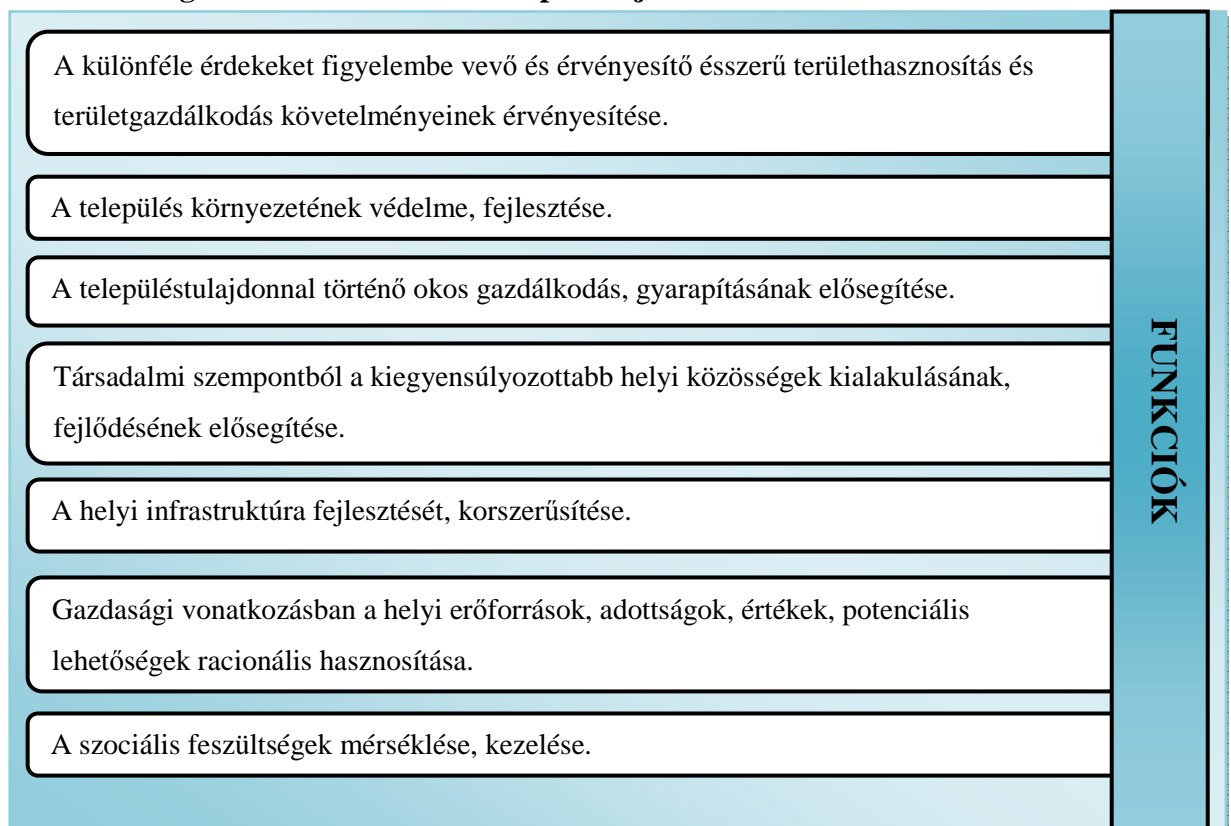 A különféle érdekeket figyelembe vevő és érvényesítő ésszerű területhasznosítás és
területgazdálkodás követelményeinek érvényesítése.
A település környezetének védelme, fejlesztése.
A településtulajdonnal történő okos gazdálkodás, gyarapításának elősegítése.
Társadalmi szempontból a kiegyensúlyozottabb helyi közösségek kialakulásának,
fejlődésének elősegítése.
A helyi infrastruktúra fejlesztését, korszerűsítése.
Gazdasági vonatkozásban a helyi erőforrások, adottságok, értékek, potenciális
lehetőségek racionális hasznosítása.
A szociális feszültségek mérséklése, kezelése.
FUNKCIÓK